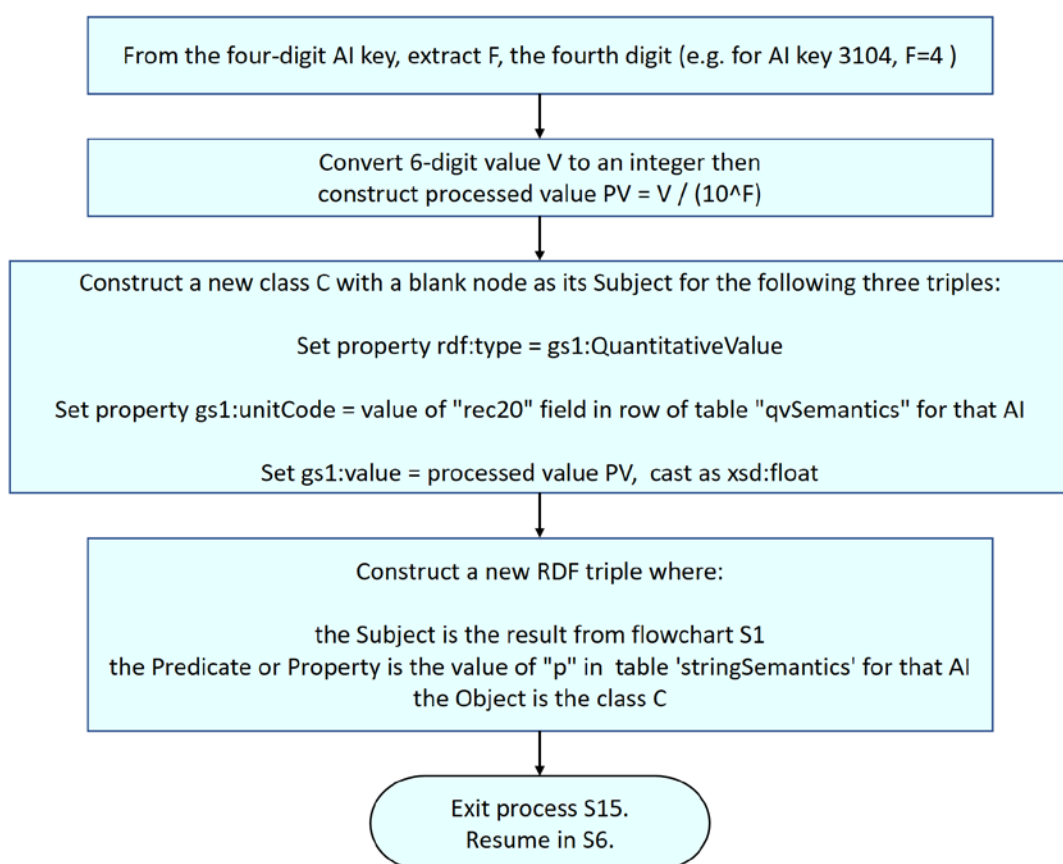 From the four-digit AI key, extract F, the fourth digit (e.g. for AI key 3104, F=4 )
Convert 6-digit value V to an integer then
construct processed value PV = V / (10^F)
Construct a new class C with a blank node as its Subject for the following three triples:
Set property rdf:type = gs1:QuantitativeValue
Set property gs1:unitCode = value of "rec20" field in row of table "qvSemantics" for that AI
Set gs1:value = processed value PV,  cast as xsd:float
Construct a new RDF triple where:
the Subject is the result from flowchart S1
the Predicate or Property is the value of "p" in  table 'stringSemantics' for that AI
the Object is the class C
Exit process S15.
Resume in S6.